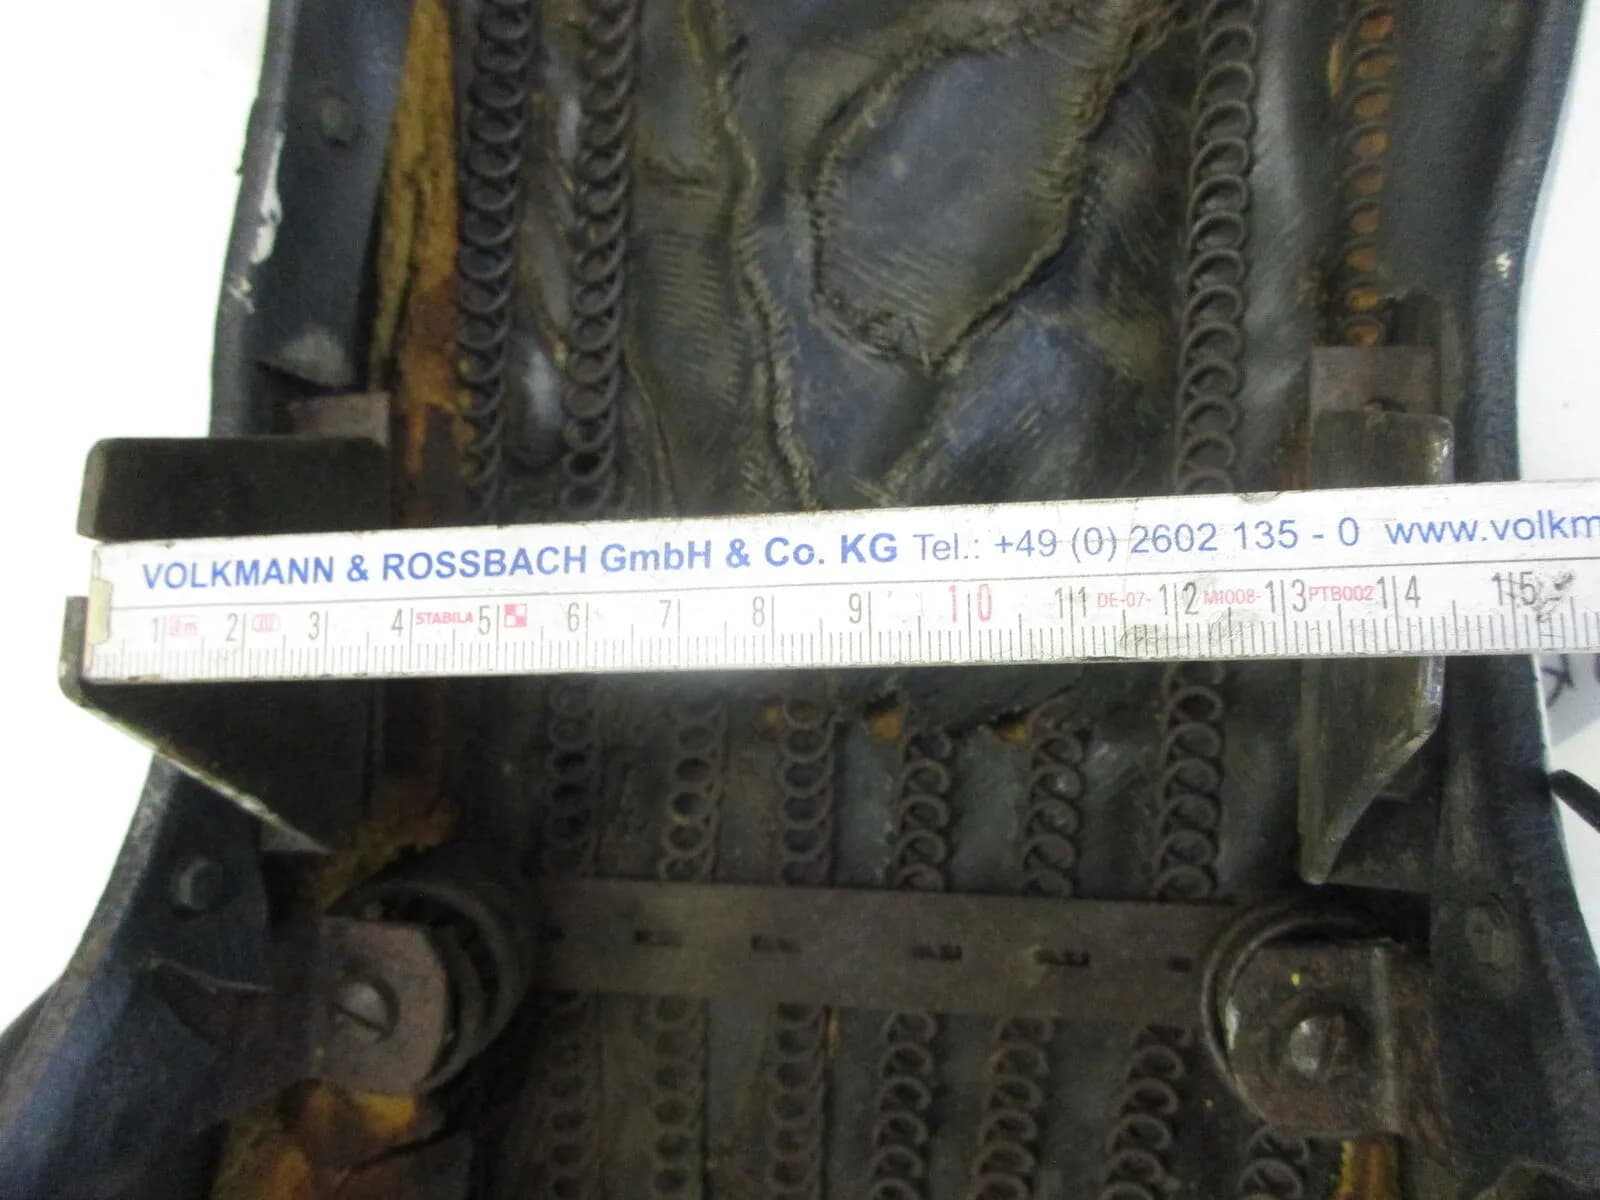 VOLKMANN & ROSSBACH GmbH & Co. KG Tel.: +49 (0) 2602 135 - 0 www.volkm
1 2 3 4 STABILA 5 6 7 8 9 10 11 DE-07- 12 MI008- 13 PTB002 14 15
K